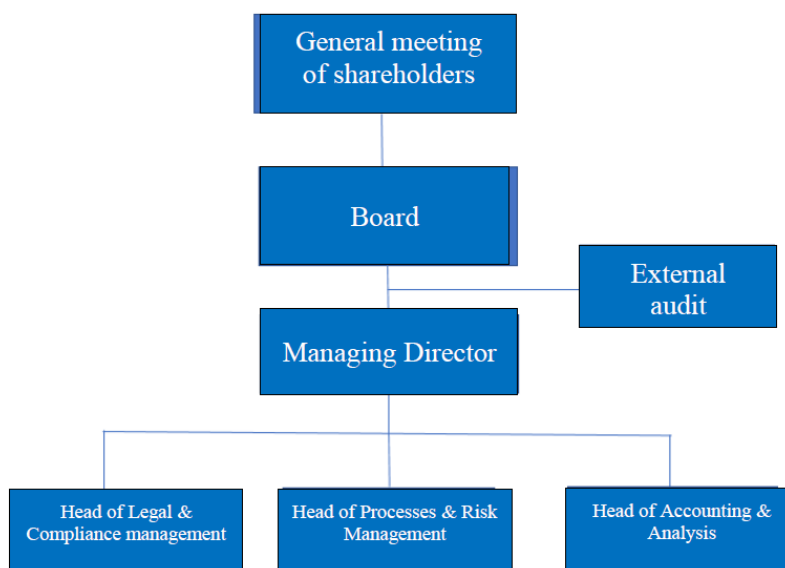 General meeting
of shareholders
Board
External
audit
Managing Director
Head of Legal &
Compliance management
Head of Processes & Risk
Management
Head of Accounting &
Analysis